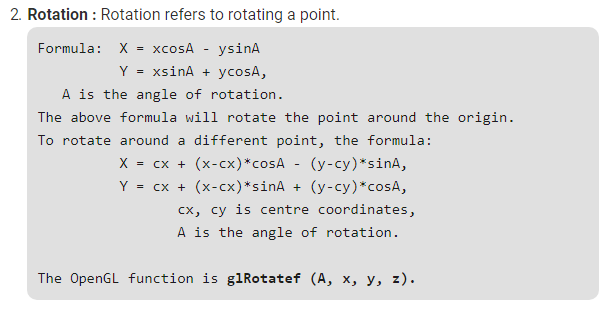 2. Rotation : Rotation refers to rotating a point.
Formula: X = xcosA - ysinA
Y = xsinA + ycosA,
A is the angle of rotation.
The above formula will rotate the point around the origin.
To rotate around a different point, the formula:
X = cx + (x-cx)*cosA - (y-cy)*sinA,
Y = cx + (x-cx)*sinA + (y-cy)*cosA,
cx, cy is centre coordinates,
A is the angle of rotation.
The OpenGL function is glRotatef (A, x, y, z).